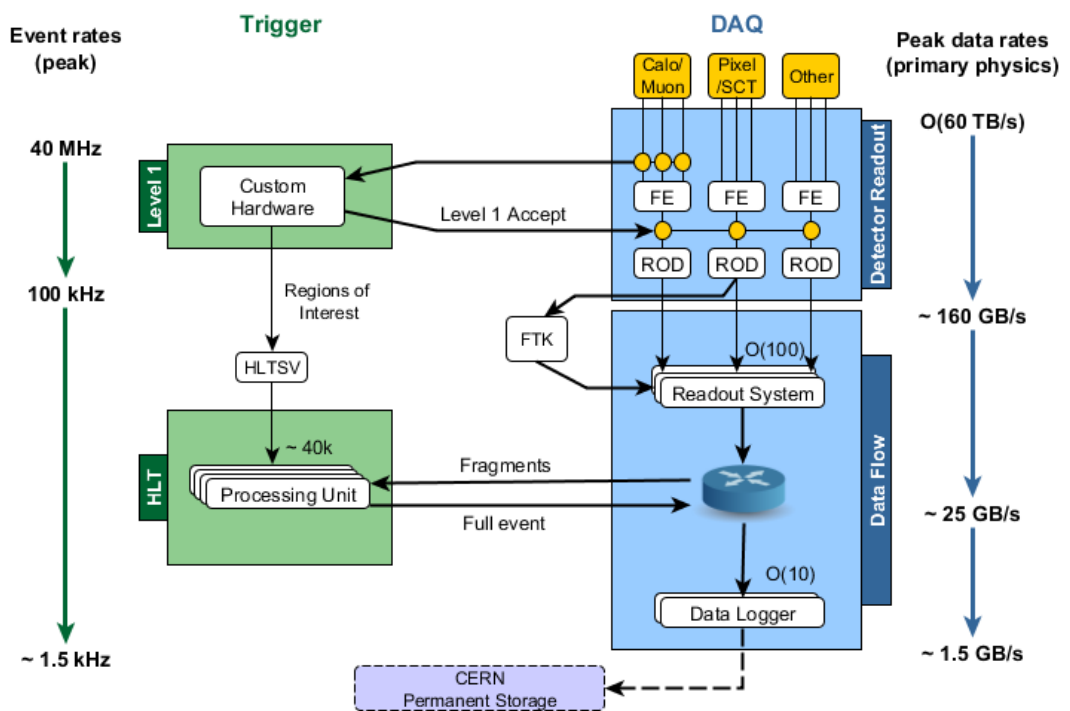 Event rates
(peak)
Trigger
DAQ
Peak data rates
(primary physics)
Calo/
Muon
Pixel
/SCT
Other
40 MHz
O(60 TB/s)
Level 1
Custom
Hardware
Level 1 Accept
FE
FE
FE
ROD
ROD
ROD
Detector Readout
100 kHz
Regions of
Interest
~ 160 GB/s
FTK
HLTSV
O(100)
Readout System
HLT
~ 40k
Processing Unit
Fragments
Full event
Data Flow
~ 25 GB/s
O(10)
Data Logger
~ 1.5 kHz
~ 1.5 GB/s
CERN
Permanent Storage